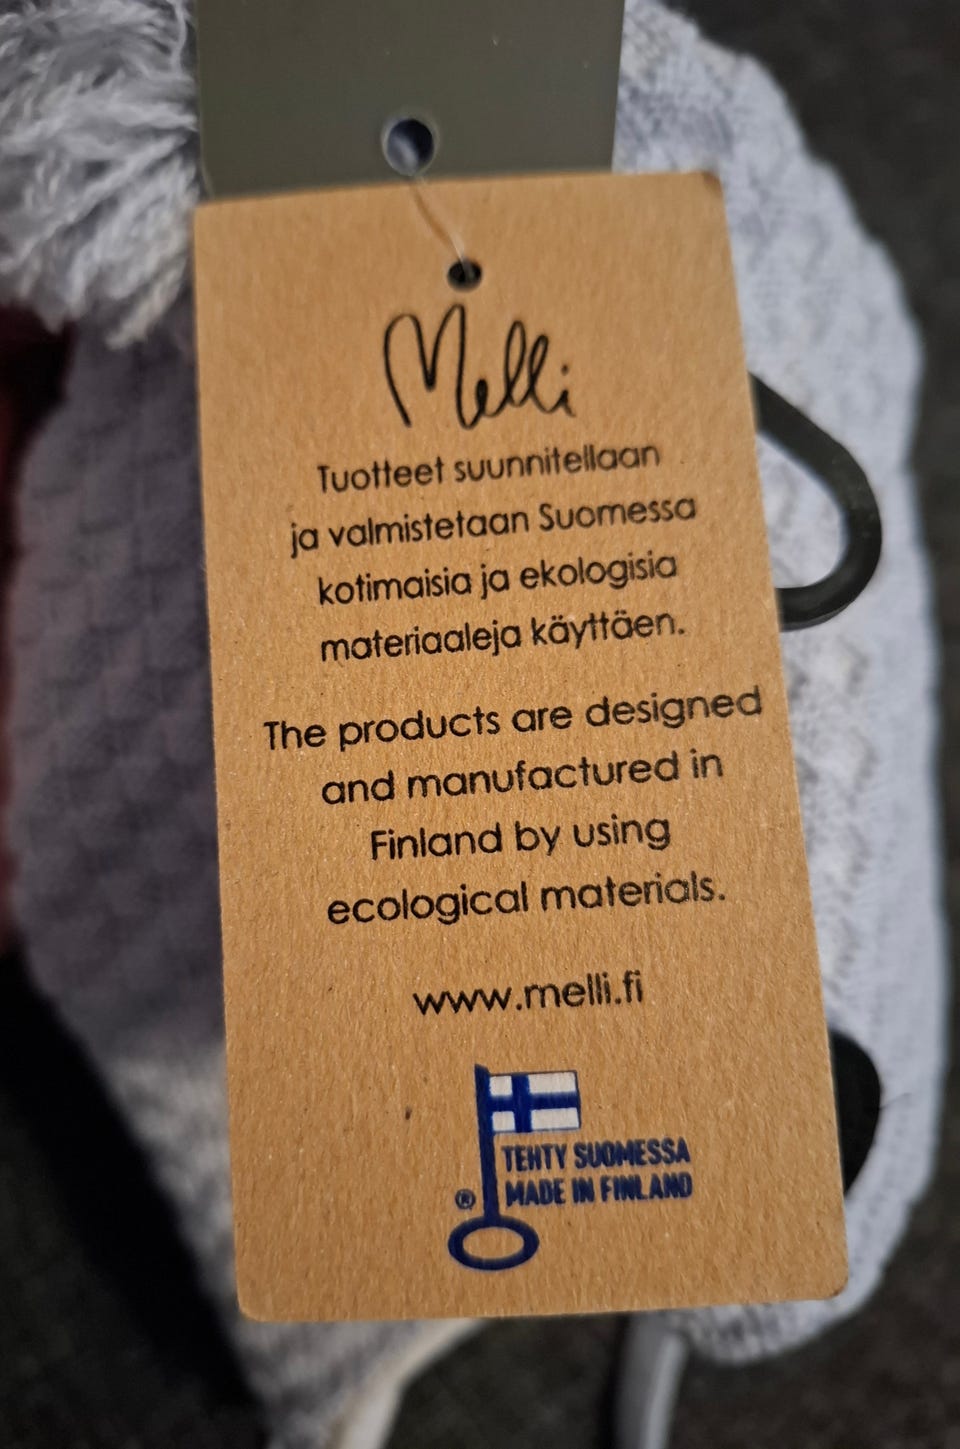 Melli
Tuotteet suunnitellaan
ja valmistetaan Suomessa
kotimaisia ja ekologisia
materiaaleja käyttäen.
The products are designed
and manufactured in
Finland by using
ecological materials.
www.melli.fi
TEHTY SUOMESSA
® MADE IN FINLAND